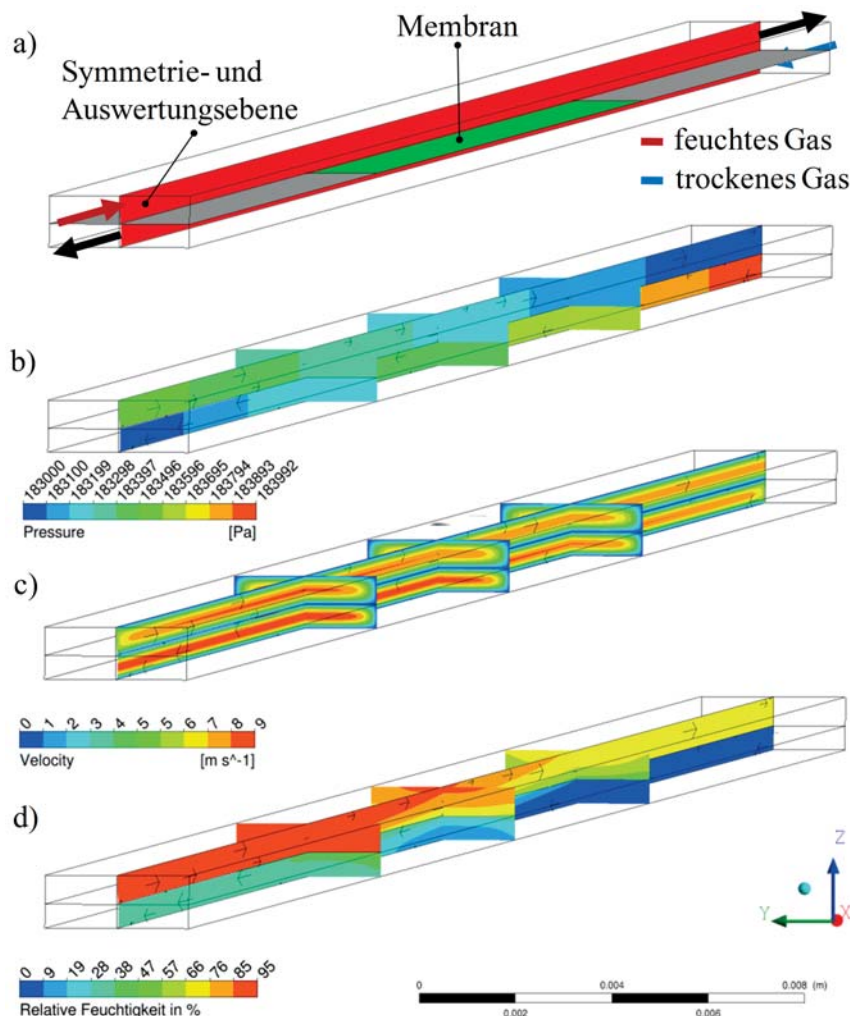 a)
Membran
Symmetrie- und
Auswertungsebene
feuchtes Gas
trockenes Gas
b)
183000 183100 183199 183298 183397 183496 183596 183695 183794 183893 183992
Pressure [Pa]
c)
0 1 2 3 4 5 5 6 7 8 9
Velocity [m s^-1]
d)
Z
Y X
0 9 19 28 38 47 57 66 76 85 95
Relative Feuchtigkeit in %
0 0.004 0.008 (m)
0.002 0.006